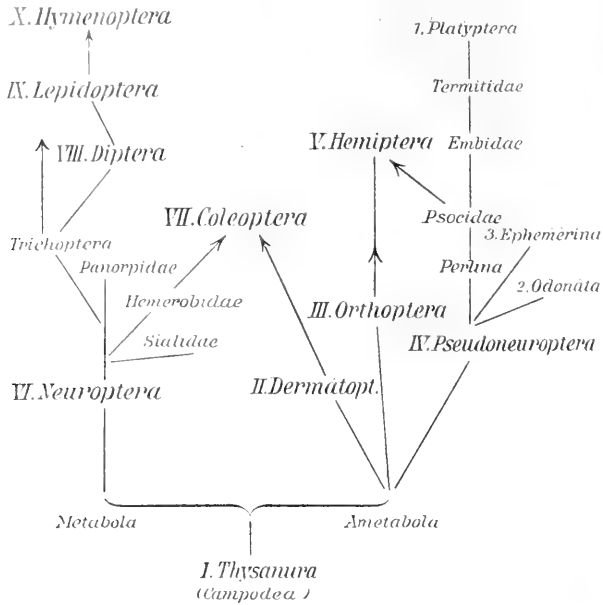 X. Hymenoptera
1. Platyptera
IX. Lepidoptera
Termitidae
VIII. Diptera
V. Hemiptera
Embidae
VII. Coleoptera
Psocidae
3. Ephemerina
Trichoptera
Panorpidae
Perlina
2. Odonata
Hemerobidae
III. Orthoptera
Sialidae
IV. Pseudoneuroptera
VI. Neuroptera
II. Dermatopt.
Metabola
Ametabola
1. Thysanura
(Campodea)